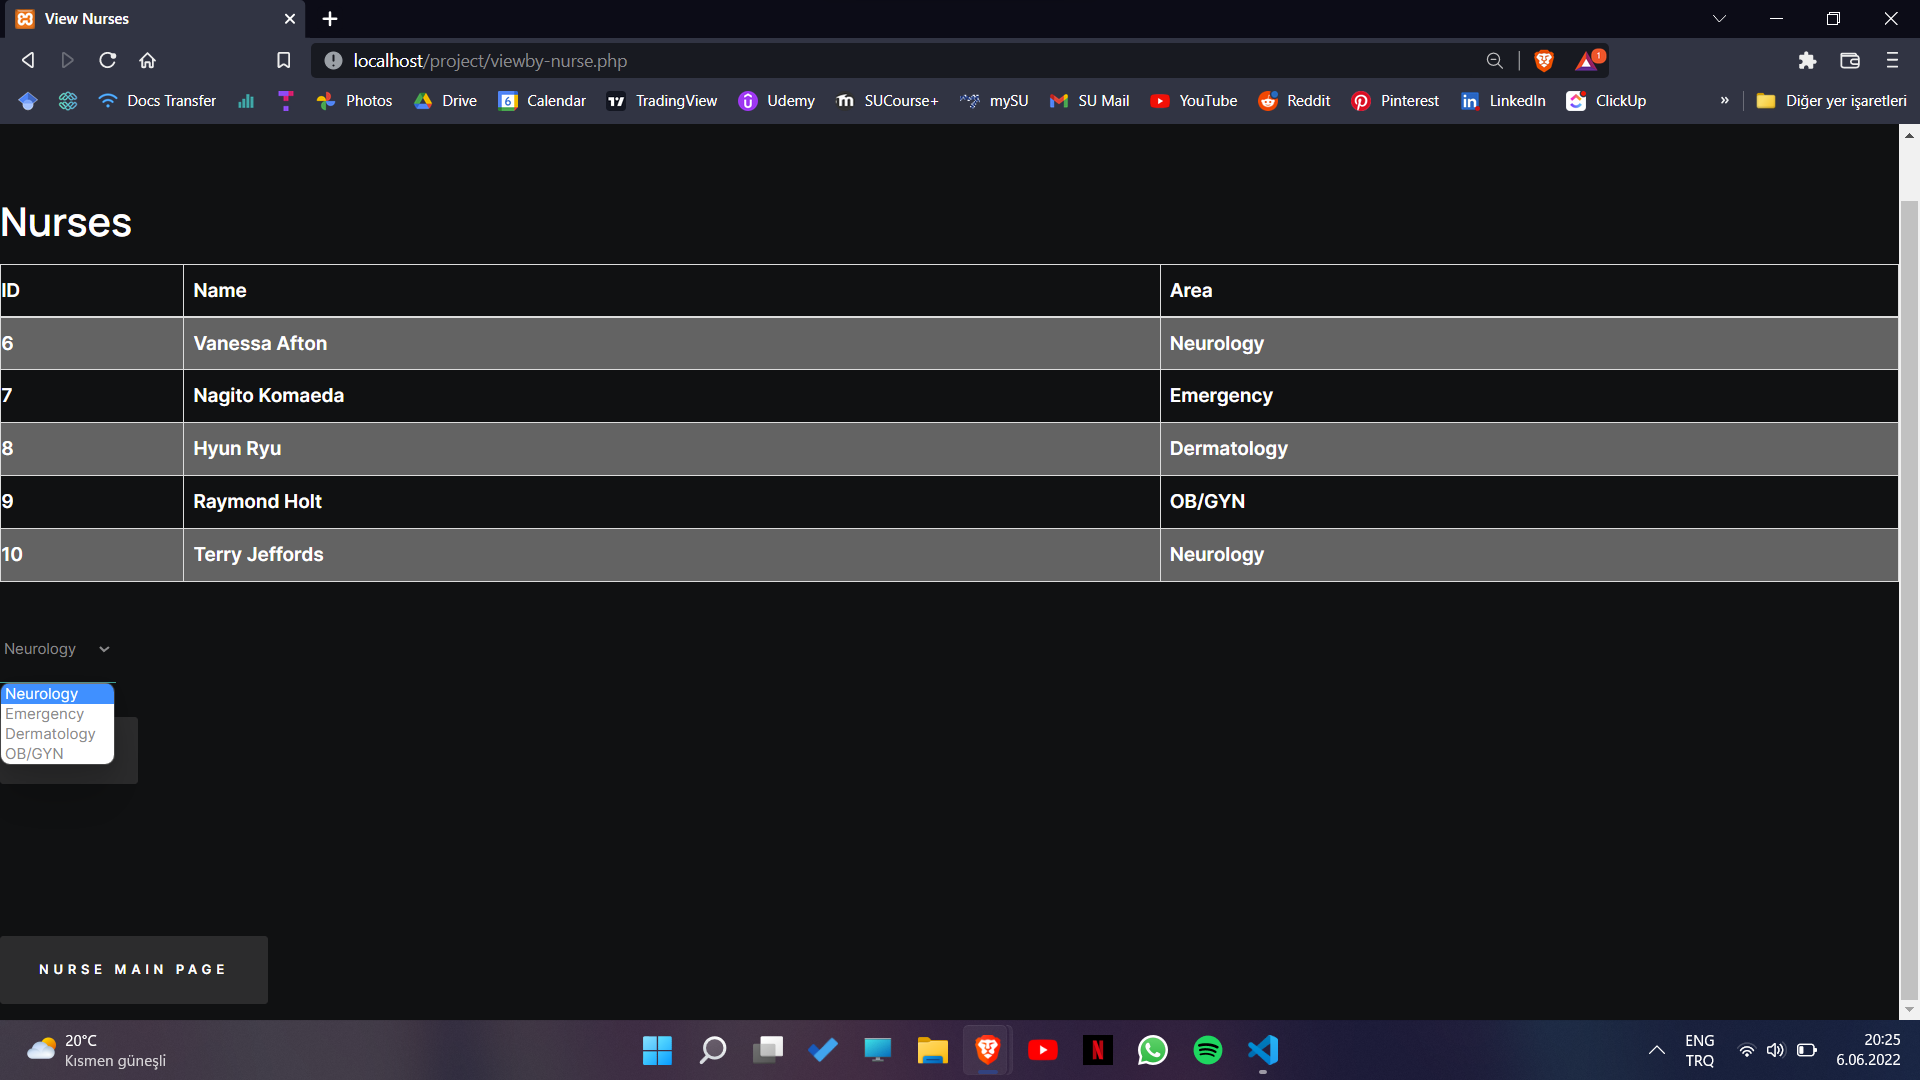 View Nurses
localhost/project/viewby-nurse.php
1
Docs Transfer
Photos
Drive
6
Calendar
TradingView
Udemy
SUCourse+
mySU
SU Mail
YouTube
Reddit
Pinterest
LinkedIn
ClickUp
»
Diğer yer işaretleri
Nurses
ID Name Area
6 Vanessa Afton Neurology
7 Nagito Komaeda Emergency
8 Hyun Ryu Dermatology
9 Raymond Holt OB/GYN
10 Terry Jeffords Neurology
Neurology
Neurology
Emergency
Dermatology
OB/GYN
NURSE MAIN PAGE
20°C
Kısmen güneşli
ENG
TRQ
20:25
6.06.2022